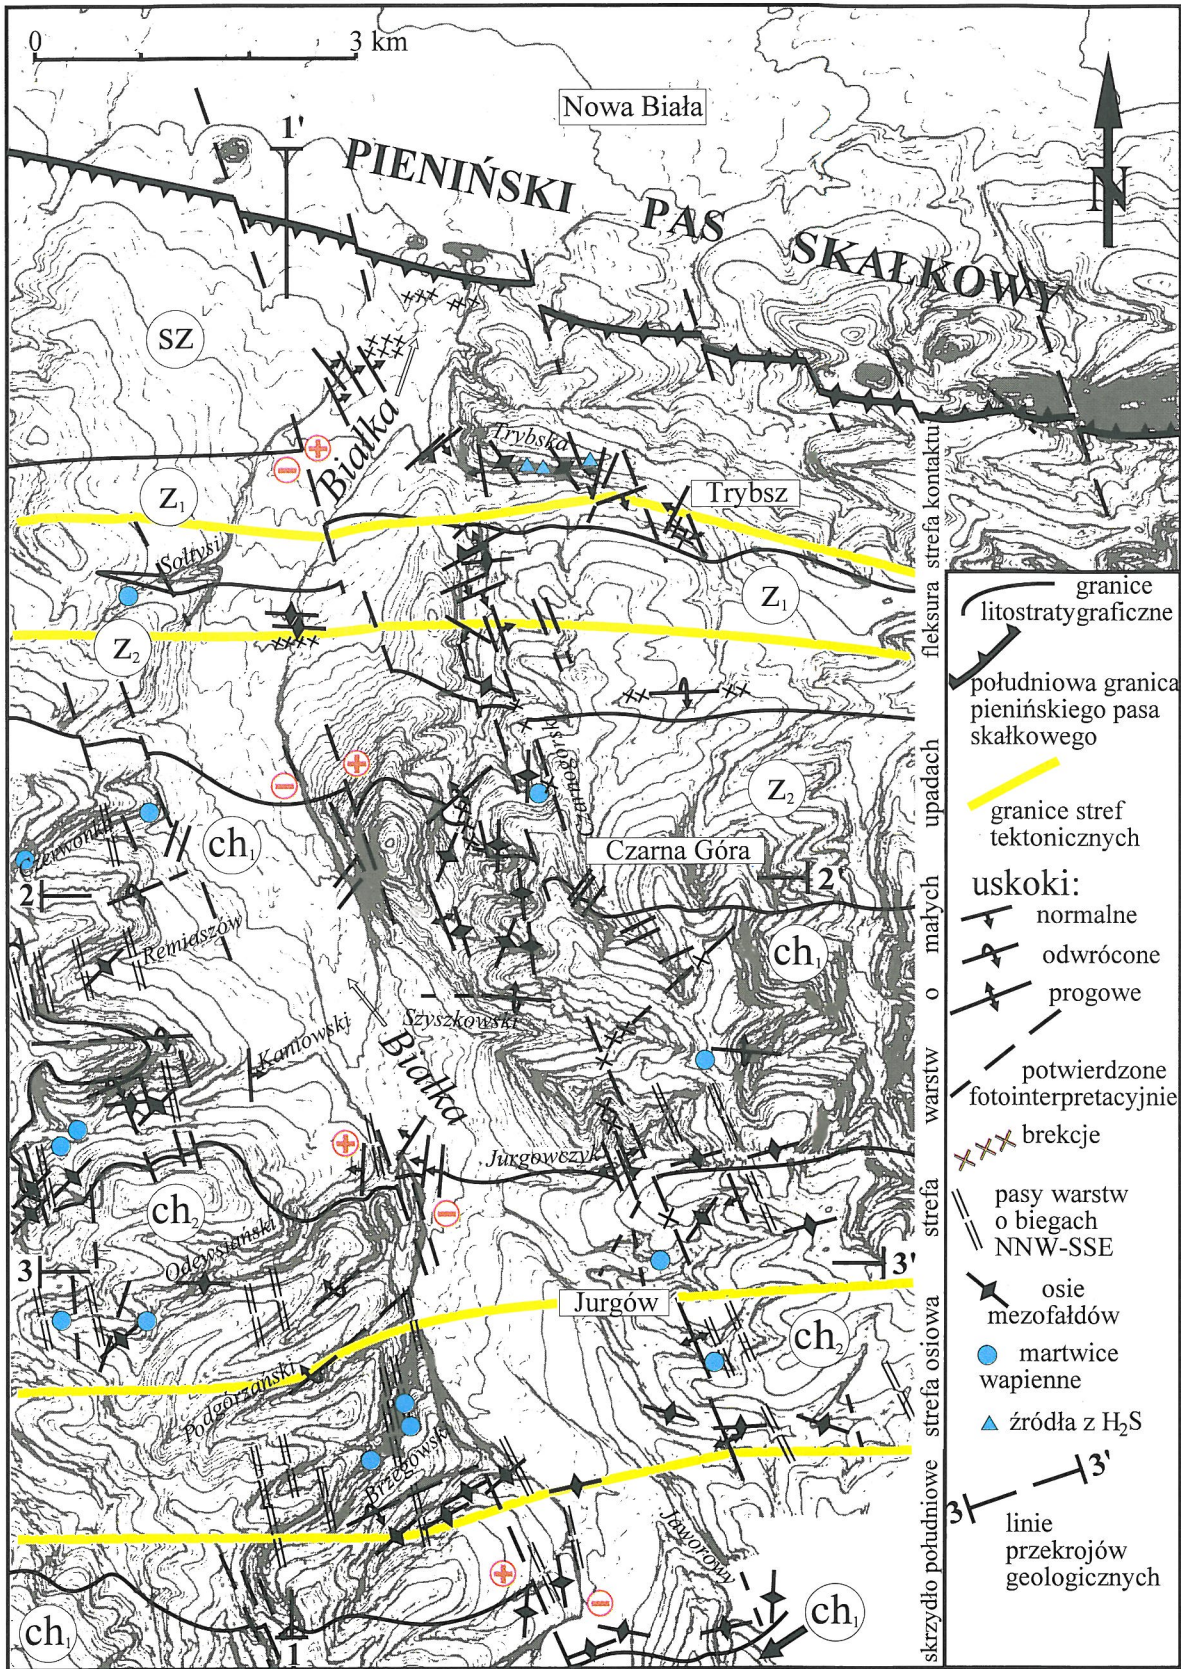 0
3 km
Nowa Biała
N
1'
PIENIŃSKI PAS SKAŁKOWY
sz
Białka
Trybska
Trybsz
z₁
Sołtysi
z₁
z₂
z₂
Czarnogórski
Czerwonka
ch₁
Czarna Góra
2
2'
Remiaszów
ch₁
Szyszkowski
Kaniowski
Białka
Jurgowczyk
ch₂
Odewsiański
3
3'
Jurgów
ch₂
Podgórzański
Brzegowski
Jaworowy
ch₁
1
ch₁
strefa kontaktu
fleksura
strefa warstw o małych upadach
strefa osiowa
skrzydło południowe
granice
litostratygraficzne
południowa granica
pienińskiego pasa
skałkowego
granice stref
tektonicznych
uskoki:
normalne
odwrócone
progowe
potwierdzone
fotointerpretacyjnie
brekcje
pasy warstw
o biegach
NNW-SSE
osie
mezofałdów
martwice
wapienne
źródła z H₂S
3
3'
linie
przekrojów
geologicznych